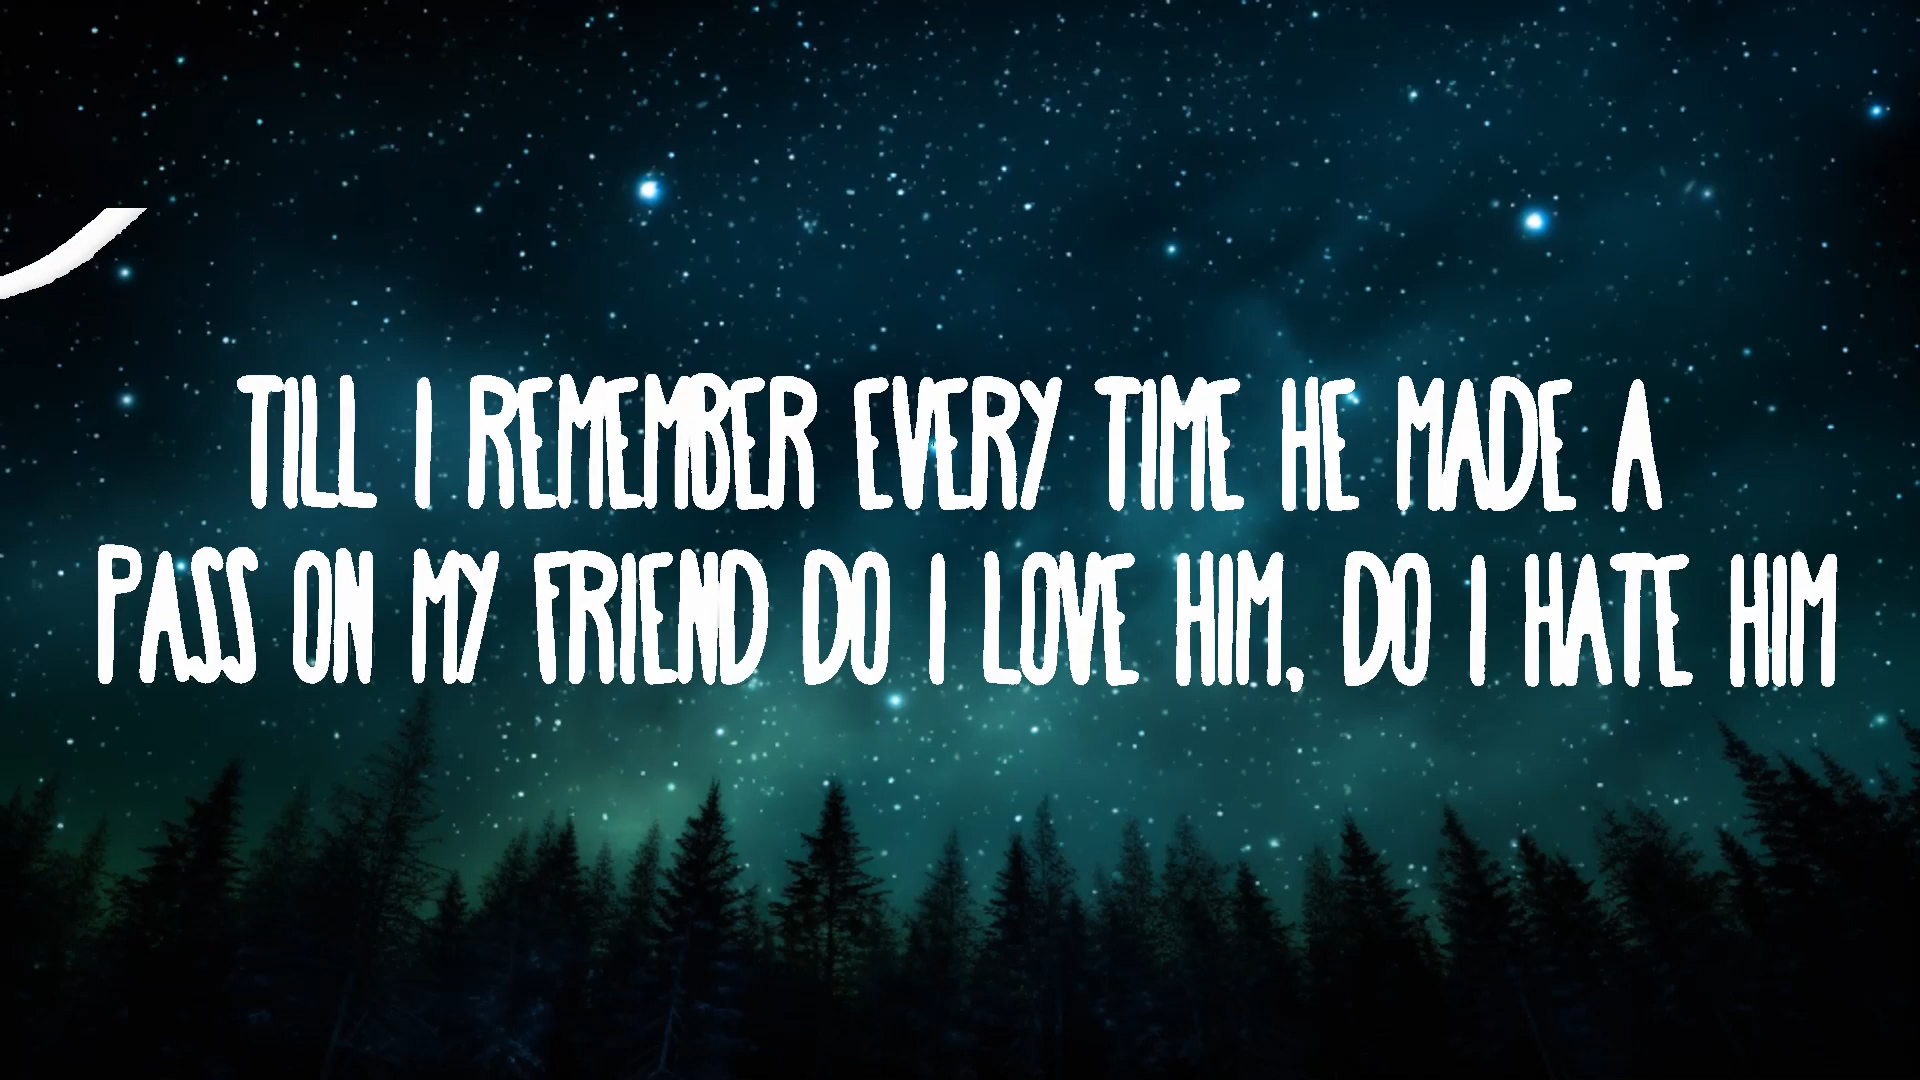 TILL I REMEMBER EVERY TIME HE MADE A
PASS ON MY FRIEND DO I LOVE HIM, DO I HATE HIM